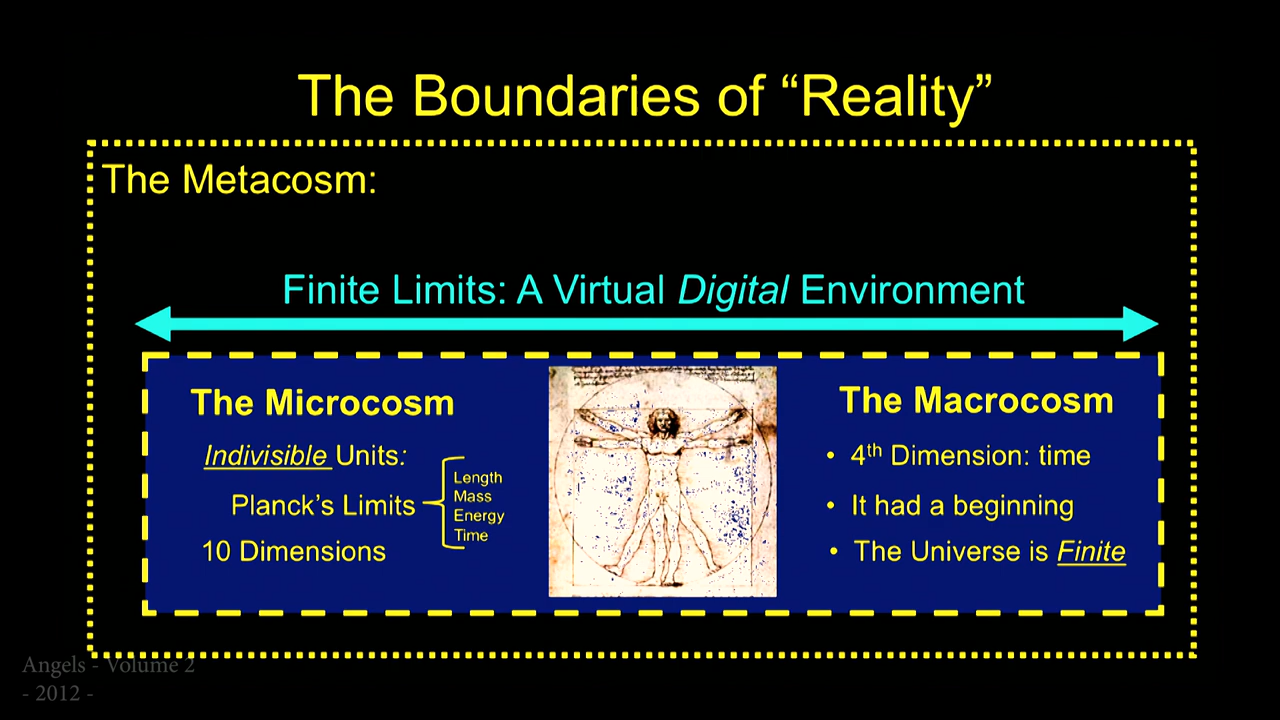 The Boundaries of “Reality”
The Metacosm:
Finite Limits: A Virtual Digital Environment
The Microcosm
Indivisible Units:
Planck’s Limits
Length
Mass
Energy
Time
10 Dimensions
The Macrocosm
• 4th Dimension: time
• It had a beginning
• The Universe is Finite
Angels - Volume 2
- 2012 -